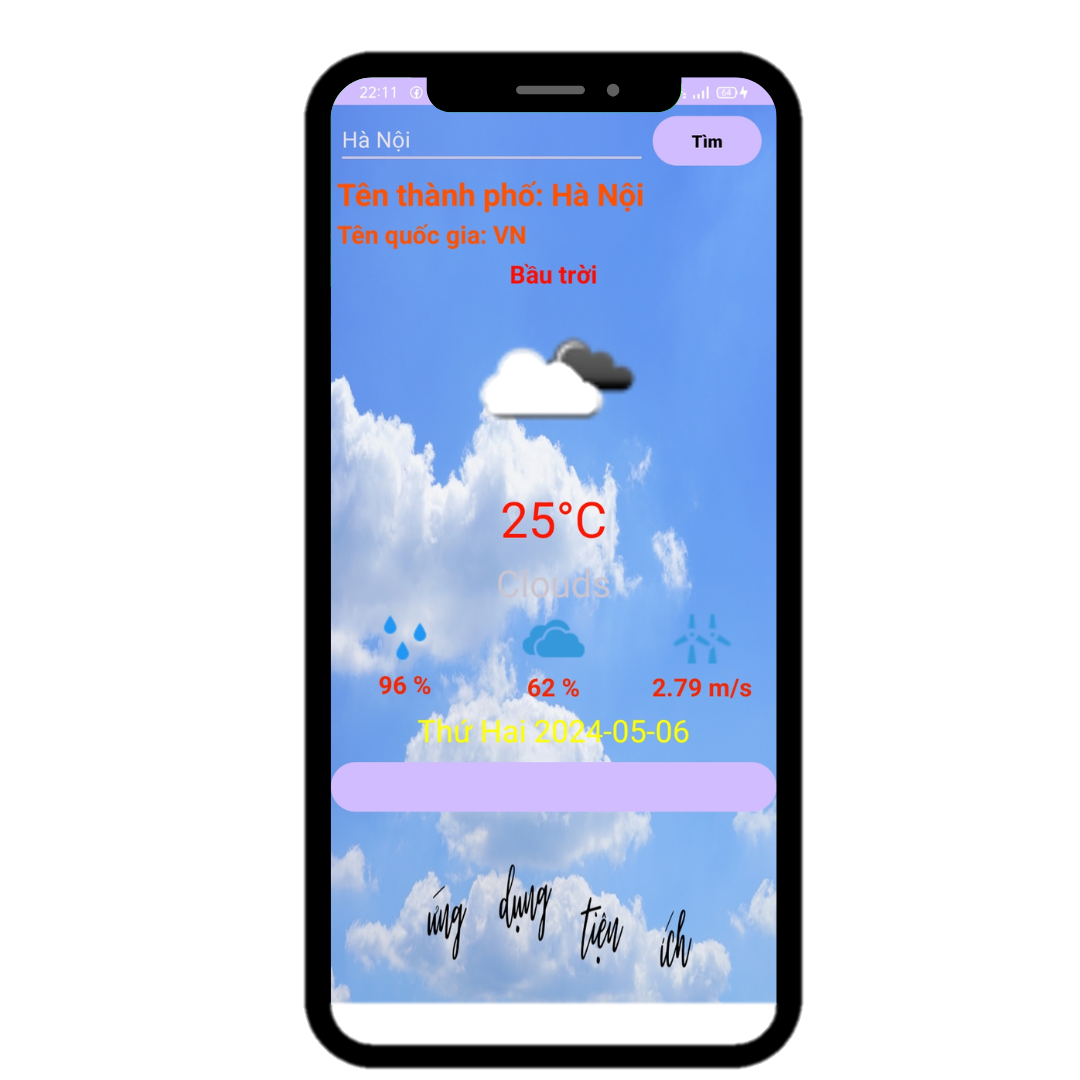 22:11
64
Hà Nội
Tìm
Tên thành phố: Hà Nội
Tên quốc gia: VN
Bầu trời
25°C
Clouds
96 %
62 %
2.79 m/s
Thứ Hai 2024-05-06
ứng dụng tiện ích